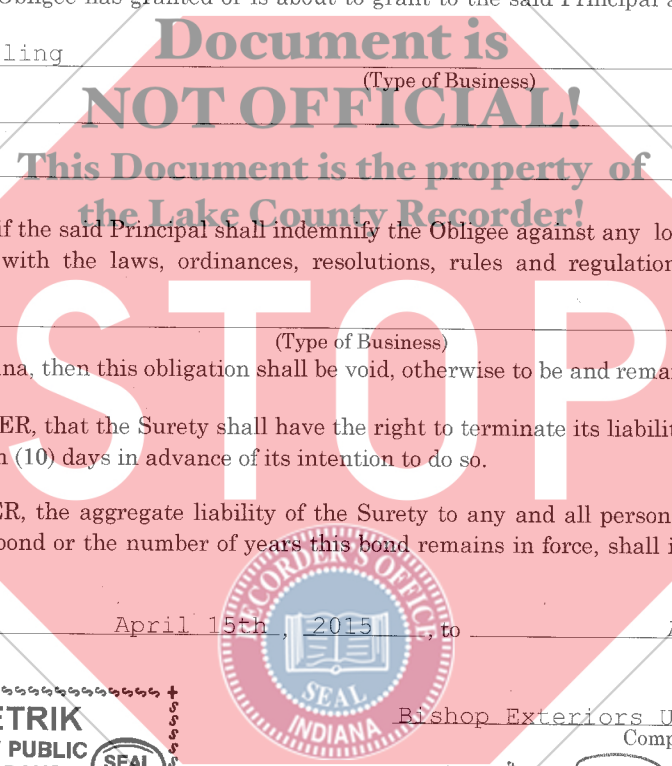 Obligee has granted or is about to grant to the said Principal a
ling
Document is
(Type of Business)
NOT OFFICIAL!
This Document is the property of
the Lake County Recorder!
if the said Principal shall indemnify the Obligee against any lo
with the laws, ordinances, resolutions, rules and regulation
STOP
(Type of Business)
na, then this obligation shall be void, otherwise to be and rema
ER, that the Surety shall have the right to terminate its liabilit
n (10) days in advance of its intention to do so.
ER, the aggregate liability of the Surety to any and all person
bond or the number of years this bond remains in force, shall i
RECORDER'S OFFICE
April 15th, 2015, to A
SEAL
INDIANA
ETRIK
Bishop Exteriors U
PUBLIC
Comp
SEAL